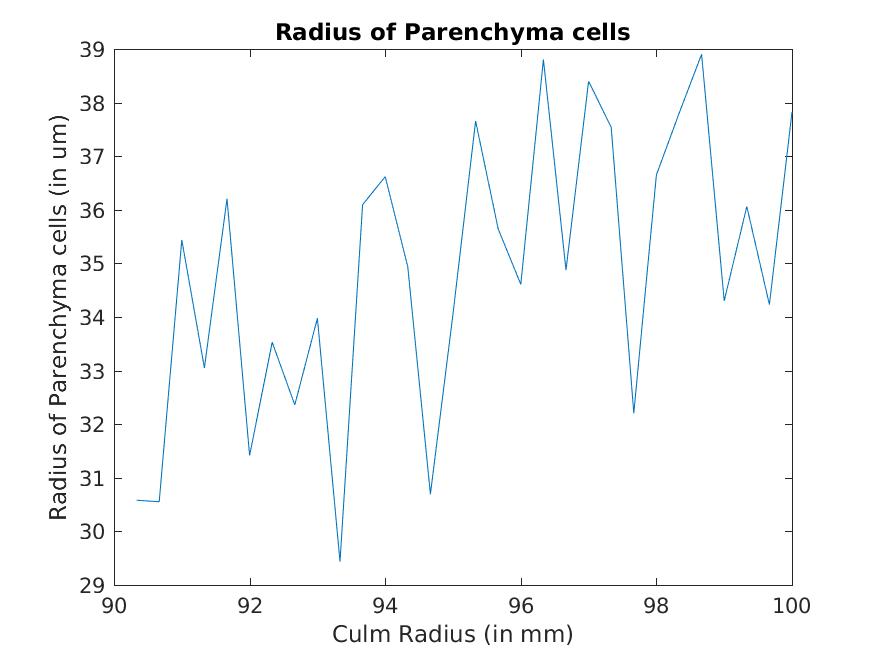 Radius of Parenchyma cells
39
38
37
36
35
34
33
32
31
30
29
Radius of Parenchyma cells (in um)
90 92 94 96 98 100
Culm Radius (in mm)